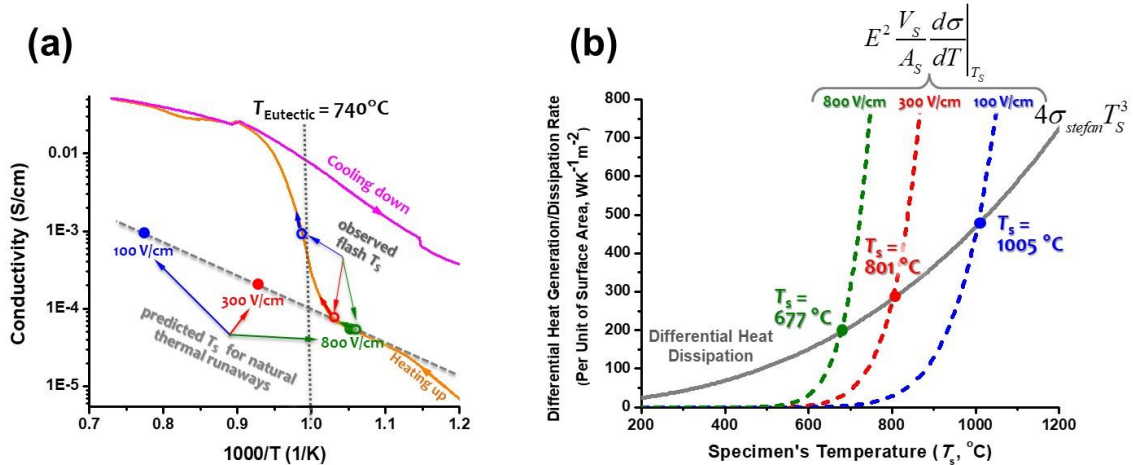 (a)
Conductivity (S/cm)
0.01
1E-3
1E-4
1E-5
0.7 0.8 0.9 1.0 1.1 1.2
1000/T (1/K)
T_Eutectic = 740°C
Cooling down
observed
flash T_S
100 V/cm
300 V/cm
800 V/cm
predicted T_S for natural
thermal runaways
Heating up
(b)
E² V_S/A_S dσ/dT|_T_S
800 V/cm 300 V/cm 100 V/cm
4σ_stefan T_S³
Differential Heat Generation/Dissipation Rate
(Per Unit of Surface Area, WK⁻¹m⁻²)
800
700
600
500
400
300
200
100
0
T_s =
1005 °C
T_s =
801 °C
T_s =
677 °C
Differential Heat
Dissipation
200 400 600 800 1000 1200
Specimen's Temperature (T_s, °C)